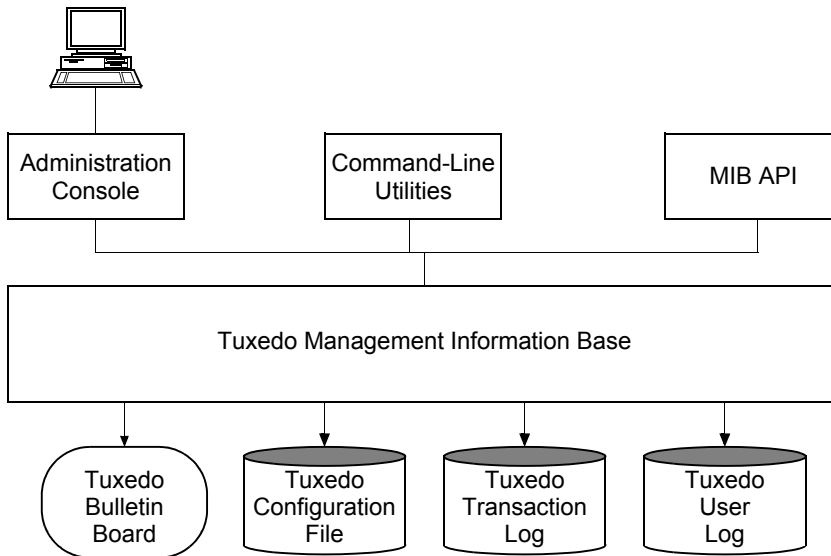 Administration
Console
Command-Line
Utilities
MIB API
Tuxedo Management Information Base
Tuxedo
Bulletin
Board
Tuxedo
Configuration
File
Tuxedo
Transaction
Log
Tuxedo
User
Log